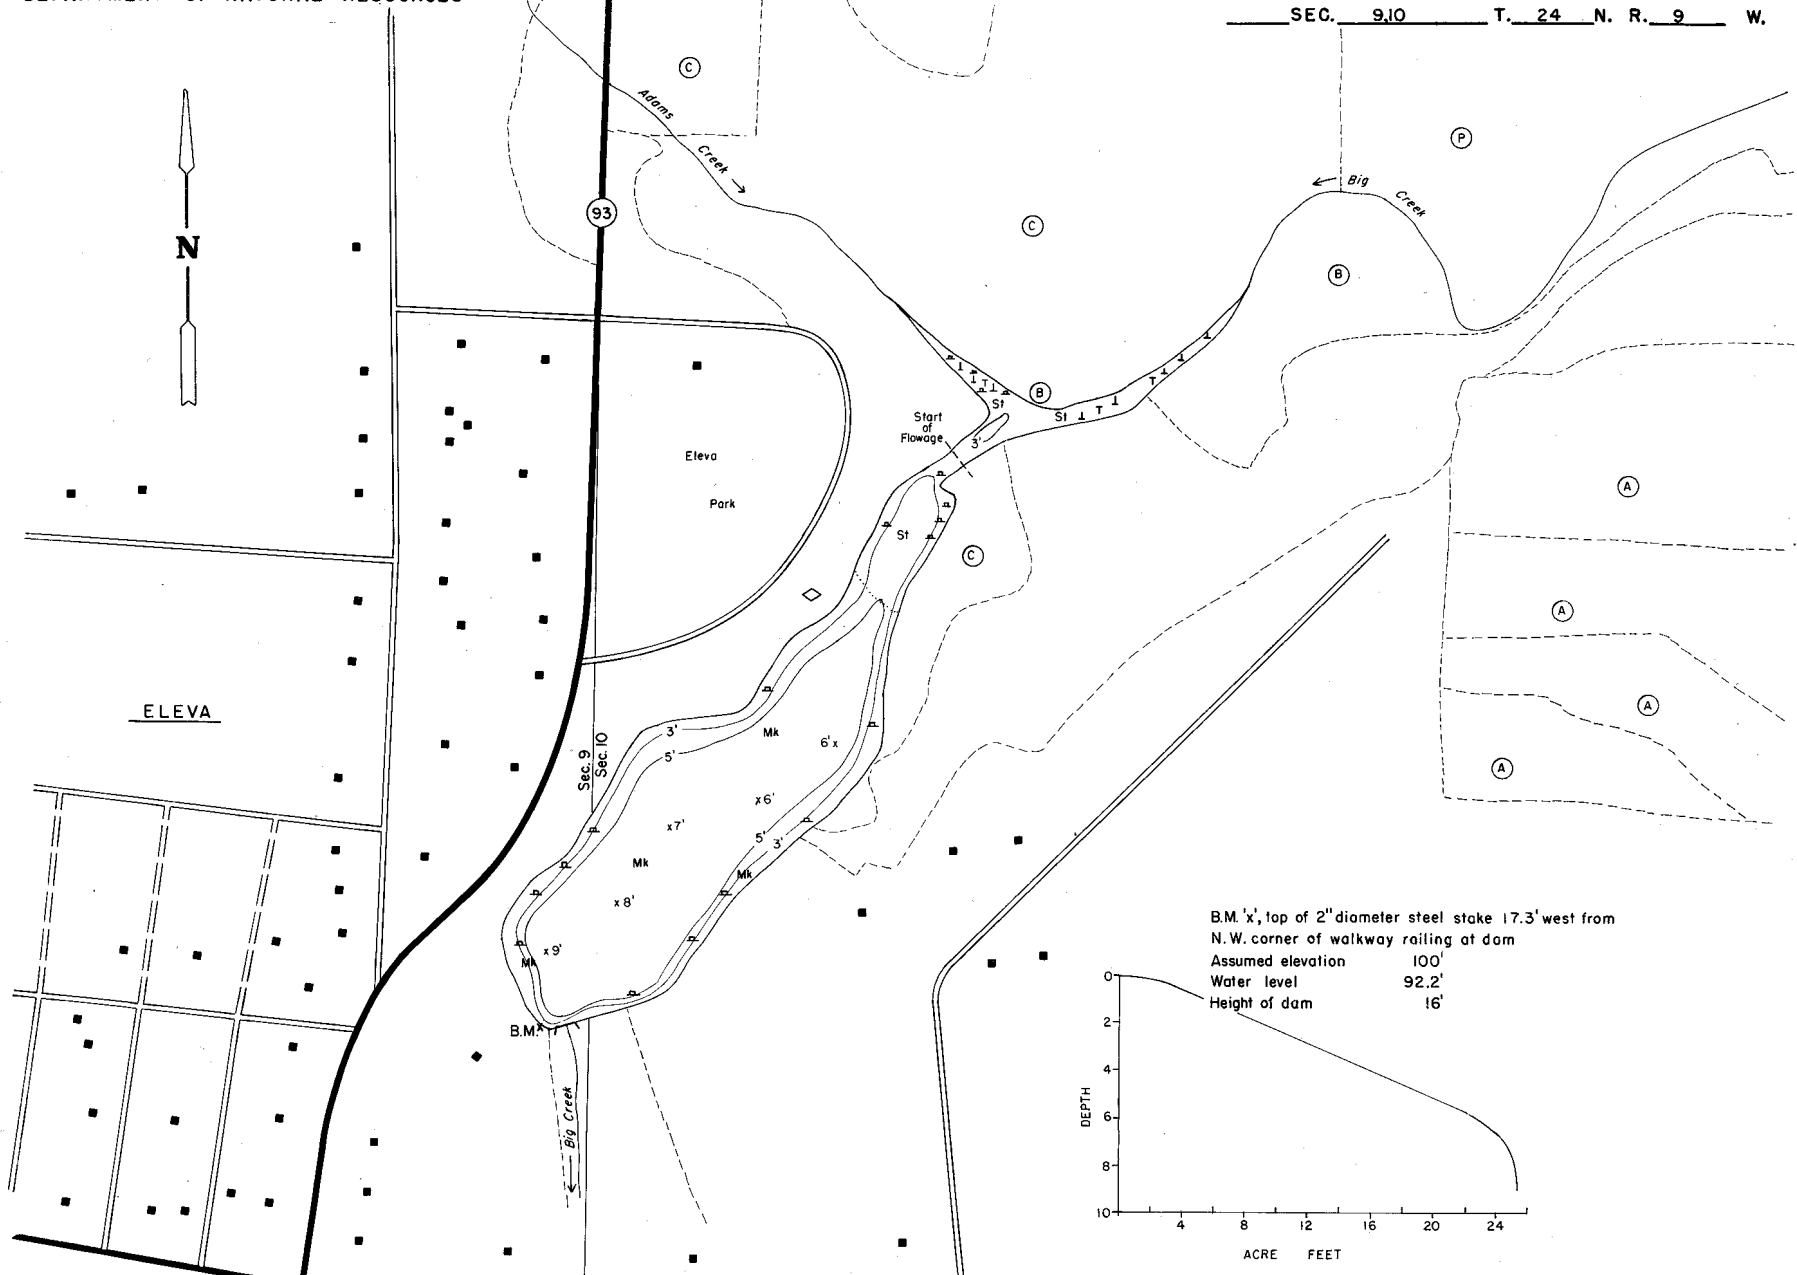 SEC. 9,10 T. 24 N. R. 9 W.
C
Adams
Creek
P
Big
Creek
93
N
C
B
B
Start
of
Flowage
St
St
T
T
T
3'
Eleva
Park
A
St
C
A
ELEVA
3'
5'
Mk
6'x
A
Sec. 9
Sec. 10
A
x6'
x7'
5'
3'
Mk
Mk
x8'
x9'
Mk
B.M.x
Big Creek
B.M. 'x', top of 2" diameter steel stake 17.3' west from
N.W. corner of walkway railing at dam
Assumed elevation 100'
Water level 92.2'
Height of dam 16'
0
2
4
6
8
10
DEPTH
4 8 12 16 20 24
ACRE FEET